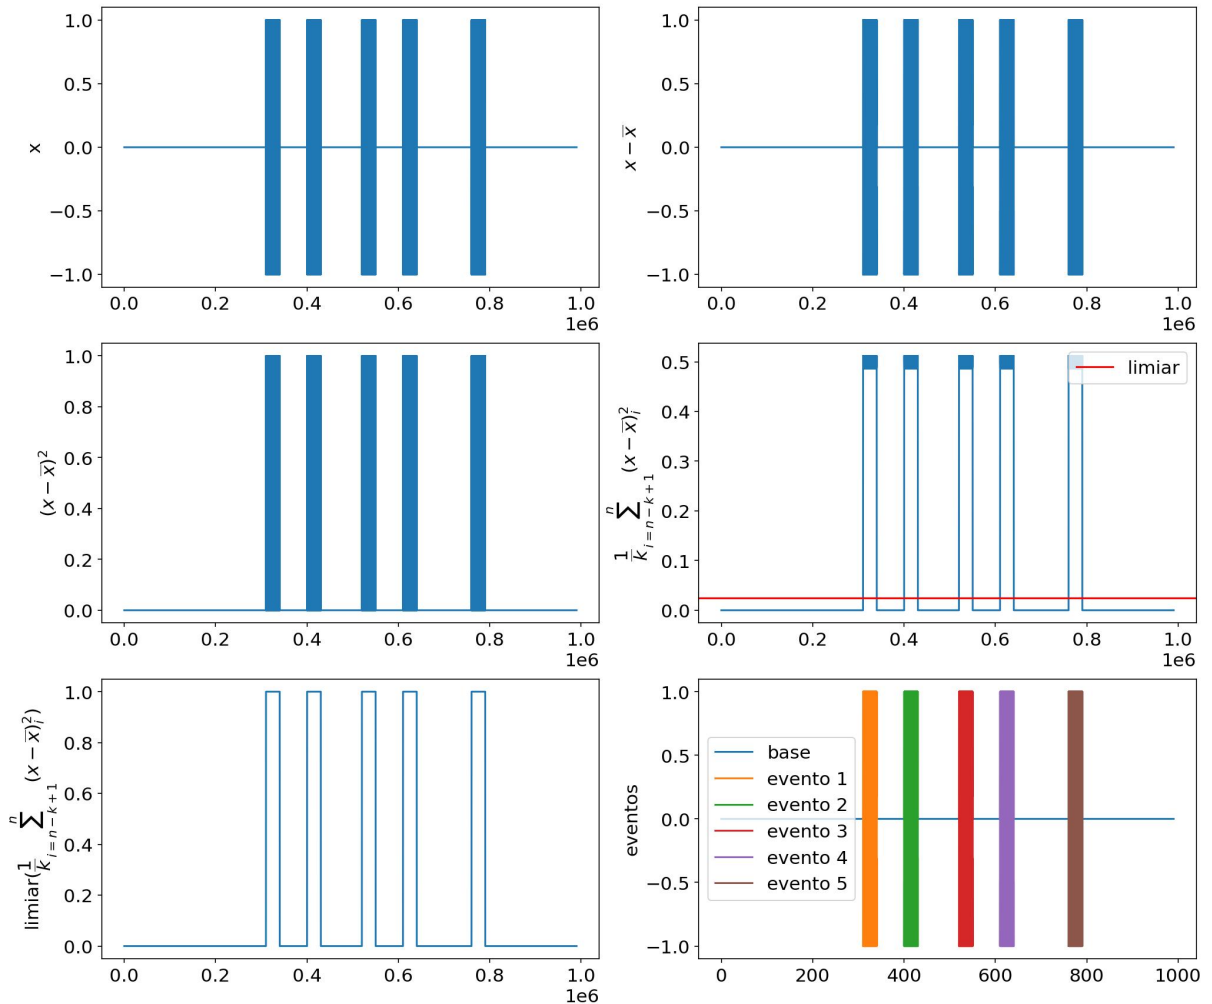 x
1.0
0.5
0.0
−0.5
−1.0
0.0 0.2 0.4 0.6 0.8 1.0
1e6
x − x̅
1.0
0.5
0.0
−0.5
−1.0
0.0 0.2 0.4 0.6 0.8 1.0
1e6
(x − x̅)²
1.0
0.8
0.6
0.4
0.2
0.0
0.0 0.2 0.4 0.6 0.8 1.0
1e6
1/k ∑_{i=n−k+1}^{n} (x − x̅)_i^2
0.5
0.4
0.3
0.2
0.1
0.0
limiar
0.0 0.2 0.4 0.6 0.8 1.0
1e6
limiar(1/k ∑_{i=n−k+1}^{n} (x − x̅)_i^2)
1.0
0.8
0.6
0.4
0.2
0.0
0.0 0.2 0.4 0.6 0.8 1.0
1e6
eventos
1.0
0.5
0.0
−0.5
−1.0
base
evento 1
evento 2
evento 3
evento 4
evento 5
0 200 400 600 800 1000